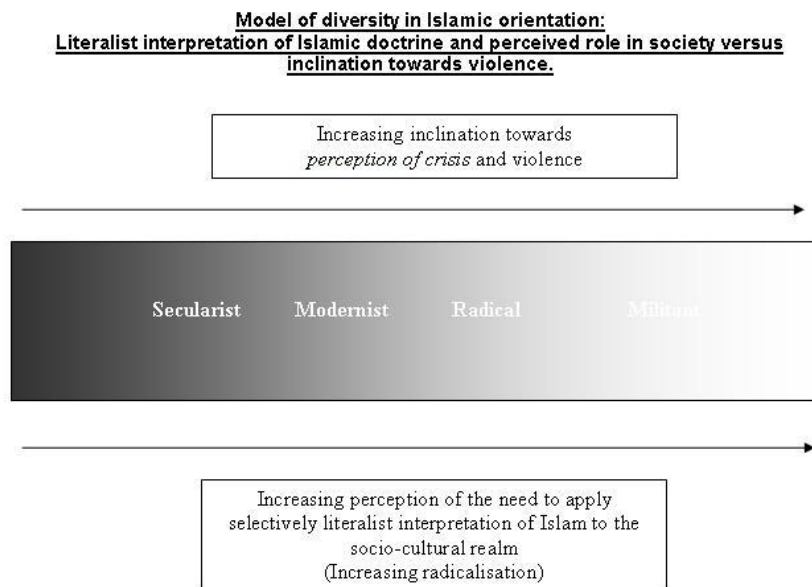 Model of diversity in Islamic orientation:
Literalist interpretation of Islamic doctrine and perceived role in society versus
inclination towards violence.
Increasing inclination towards
perception of crisis and violence
Secularist Modernist Radical Militant
Increasing perception of the need to apply
selectively literalist interpretation of Islam to the
socio-cultural realm
(Increasing radicalisation)